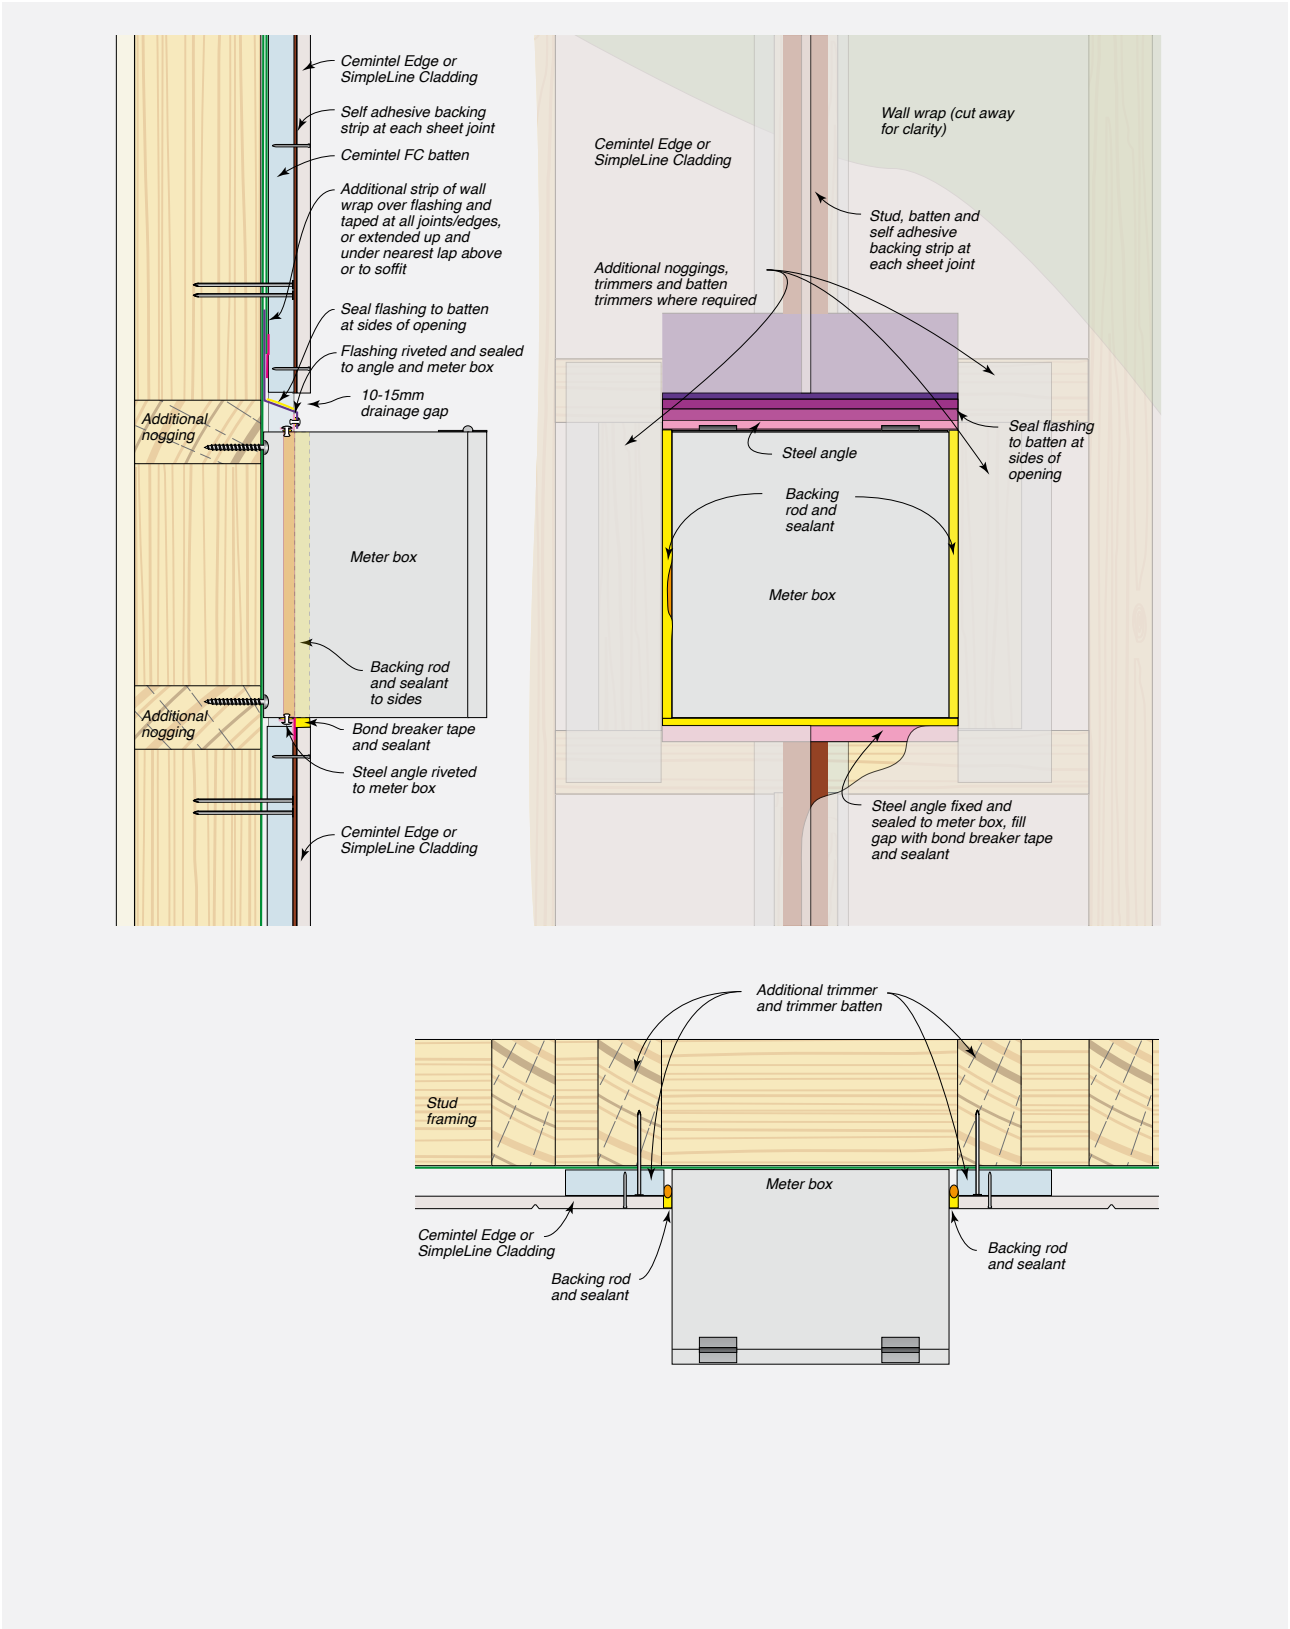 Cemintel Edge or
SimpleLine Cladding
Self adhesive backing
strip at each sheet joint
Cemintel FC batten
Additional strip of wall
wrap over flashing and
taped at all joints/edges,
or extended up and
under nearest lap above
or to soffit
Seal flashing to batten
at sides of opening
Flashing riveted and sealed
to angle and meter box
10-15mm
drainage gap
Additional
nogging
Meter box
Backing rod
and sealant
to sides
Additional
nogging
Bond breaker tape
and sealant
Steel angle riveted
to meter box
Cemintel Edge or
SimpleLine Cladding
Wall wrap (cut away
for clarity)
Cemintel Edge or
SimpleLine Cladding
Stud, batten and
self adhesive
backing strip at
each sheet joint
Additional noggings,
trimmers and batten
trimmers where required
Seal flashing
to batten at
sides of
opening
Steel angle
Backing
rod and
sealant
Meter box
Steel angle fixed and
sealed to meter box, fill
gap with bond breaker tape
and sealant
Additional trimmer
and trimmer batten
Stud
framing
Meter box
Cemintel Edge or
SimpleLine Cladding
Backing rod
and sealant
Backing rod
and sealant